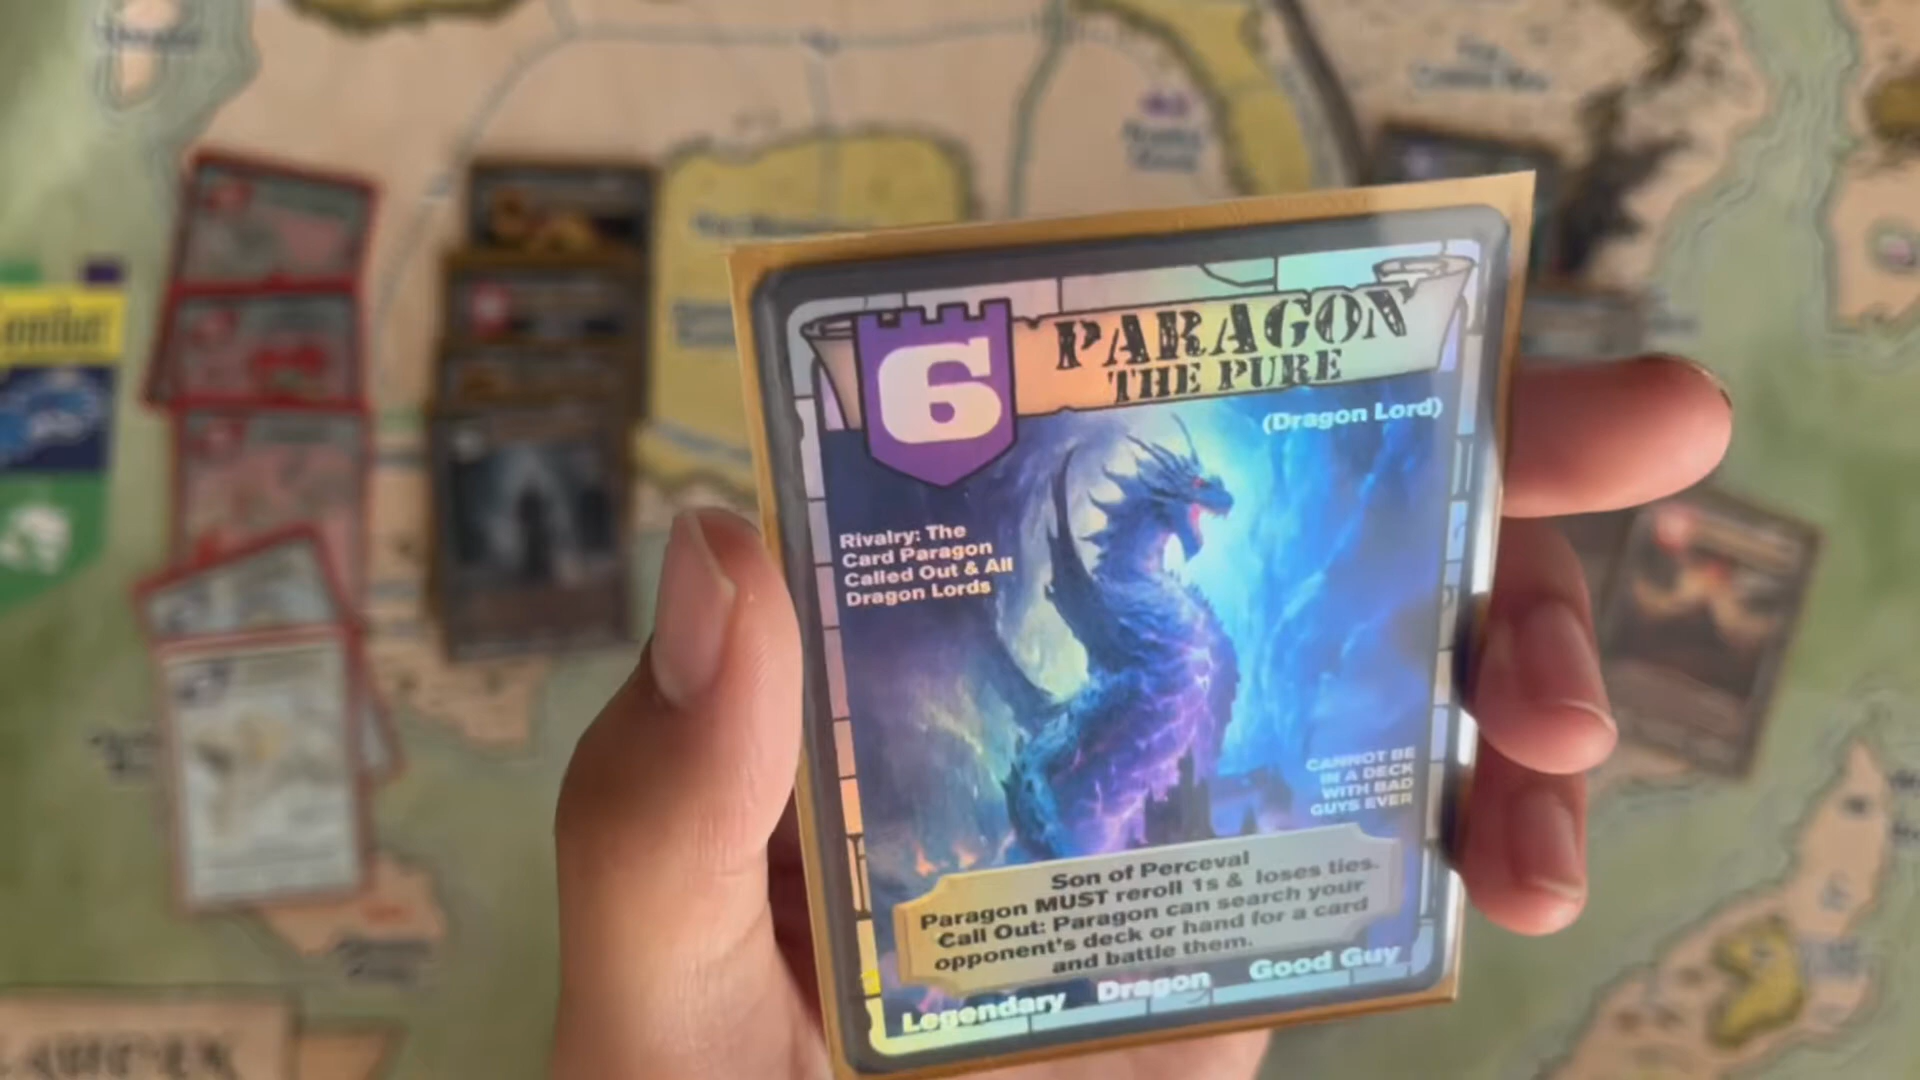 6
PARAGON
THE PURE
(Dragon Lord)
Rivalry: The
Card Paragon
Called Out & All
Dragon Lords
CANNOT BE
IN A DECK
WITH BAD
GUYS EVER
Son of Perceval
Paragon MUST reroll 1s & loses ties.
Call Out: Paragon can search your
opponent's deck or hand for a card
and battle them.
Legendary Dragon Good Guy